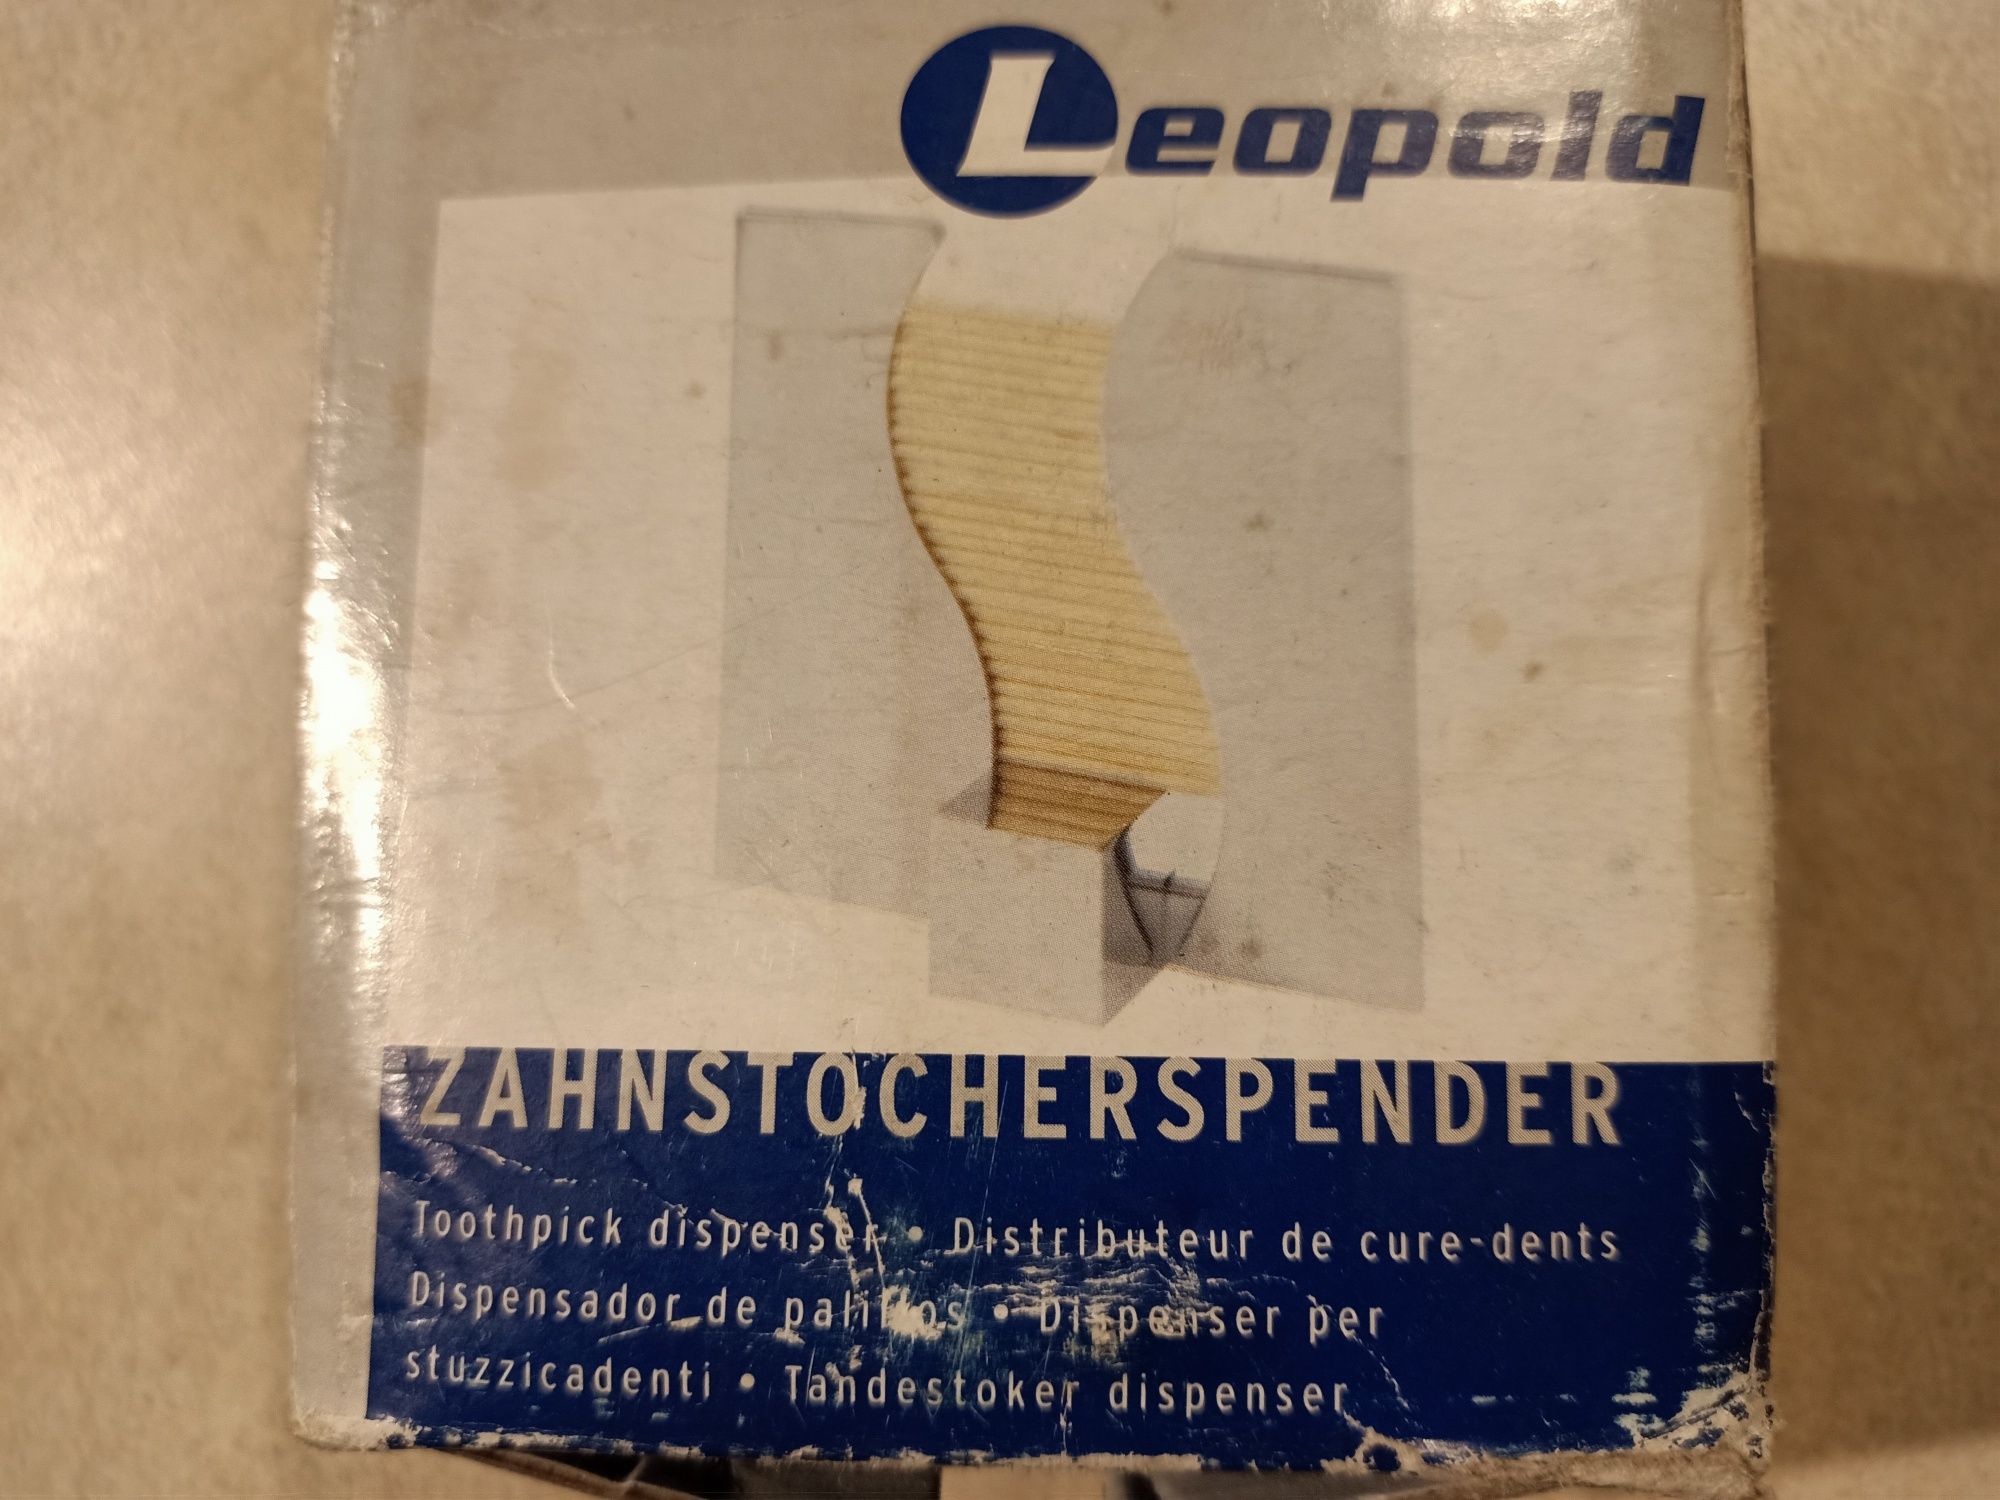 Leopold
ZAHNSTOCHERSPENDER
Toothpick dispenser • Distributeur de cure-dents
Dispensador de palillos • Dispenser per
stuzzicadenti • Tandestoker dispenser